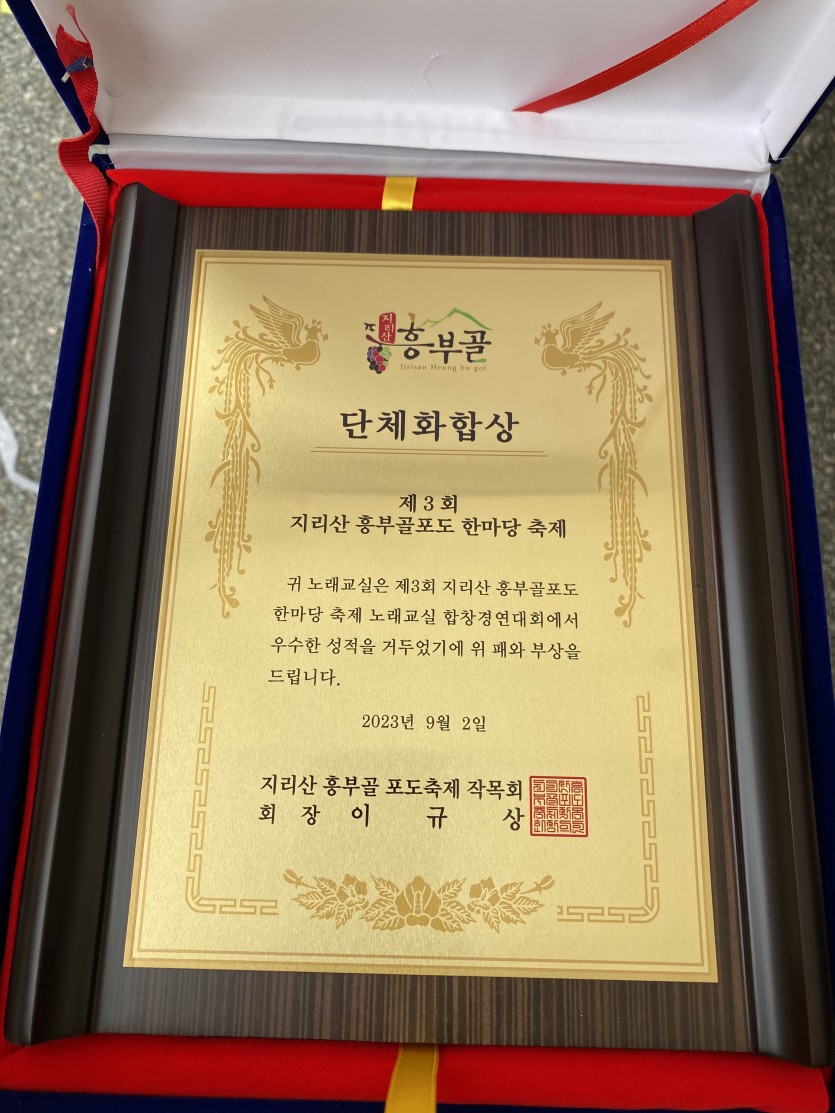 지리산
흥부골
Jirisan Heung bu gol
단체화합상
제 3 회
지리산 흥부골포도 한마당 축제
귀 노래교실은 제3회 지리산 흥부골포도
한마당 축제 노래교실 합창경연대회에서
우수한 성적을 거두었기에 위 패와 부상을
드립니다.
2023년 9월 2일
지리산 흥부골 포도축제 작목회
회 장 이 규 상